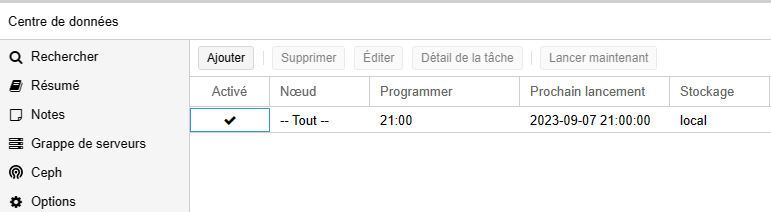 Centre de données
Rechercher
Résumé
Notes
Grappe de serveurs
Ceph
Options
Ajouter Supprimer Éditer Détail de la tâche Lancer maintenant
Activé Nœud Programmer Prochain lancement Stockage
-- Tout -- 21:00 2023-09-07 21:00:00 local